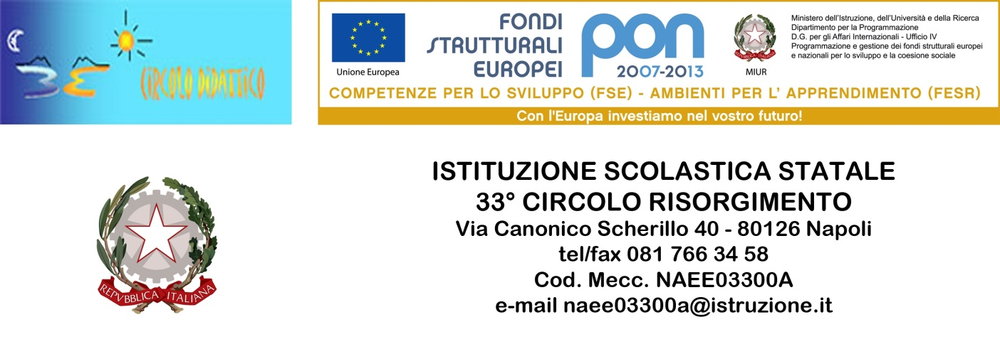 3E CIRCOLO DIDATTICO
Unione Europea
FONDI
STRUTTURALI
EUROPEI
pon
2007-2013
MIUR
Ministero dell'Istruzione, dell'Università e della Ricerca
Dipartimento per la Programmazione
D.G. per gli Affari Internazionali - Ufficio IV
Programmazione e gestione dei fondi strutturali europei
e nazionali per lo sviluppo e la coesione sociale
COMPETENZE PER LO SVILUPPO (FSE) - AMBIENTI PER L' APPRENDIMENTO (FESR)
Con l'Europa investiamo nel vostro futuro!
REPVBBLICA ITALIANA
ISTITUZIONE SCOLASTICA STATALE
33° CIRCOLO RISORGIMENTO
Via Canonico Scherillo 40 - 80126 Napoli
tel/fax 081 766 34 58
Cod. Mecc. NAEE03300A
e-mail naee03300a@istruzione.it